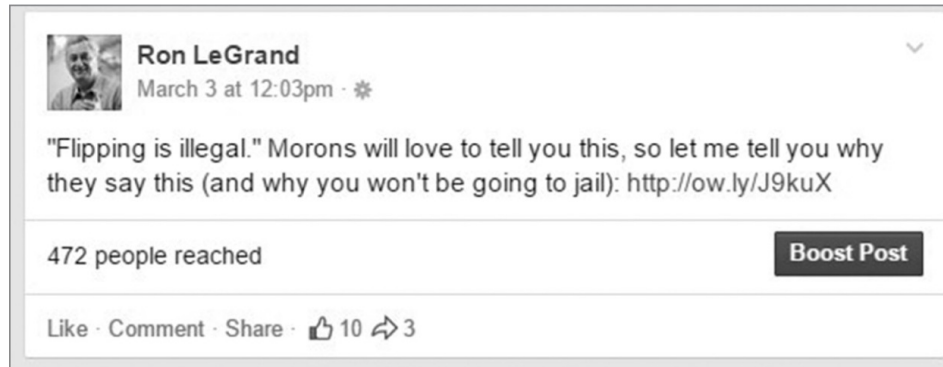 Ron LeGrand
March 3 at 12:03pm ·
"Flipping is illegal." Morons will love to tell you this, so let me tell you why
they say this (and why you won't be going to jail): http://ow.ly/J9kuX
472 people reached
Boost Post
Like · Comment · Share · 10 3